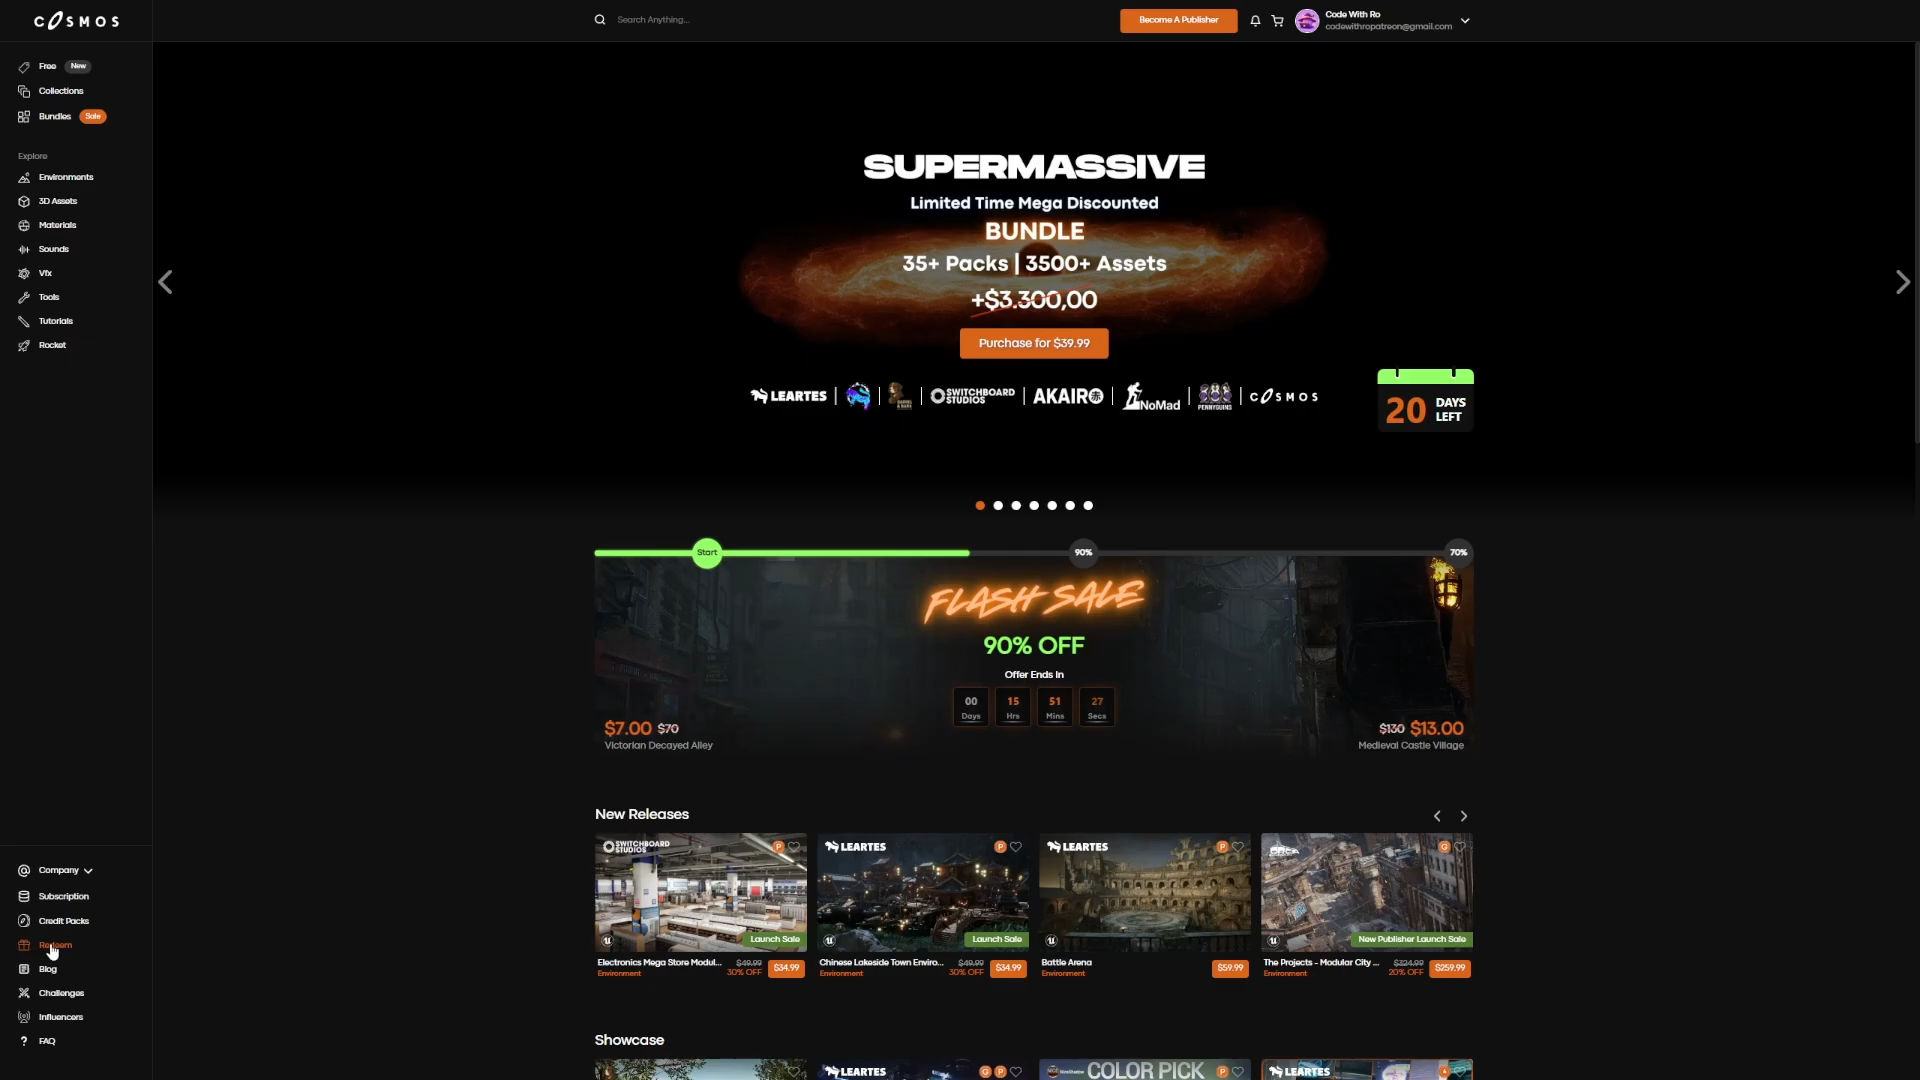 COSMOS
Search Anything...
Become A Publisher
Code With Ro
codewithropatreon@gmail.com
Free
New
Collections
Bundles
Sale
Explore
Environments
3D Assets
Materials
Sounds
Vfx
Tools
Tutorials
Rocket
SUPERMASSIVE
Limited Time Mega Discounted
BUNDLE
35+ Packs | 3500+ Assets
+$3.300,00
Purchase for $39.99
LEARTES
SWITCHBOARD
STUDIOS
AKAIRO
赤
NoMad
PENNYGUINS
COSMOS
20
DAYS
LEFT
Start
90%
70%
FLASH SALE
90% OFF
Offer Ends In
00
15
51
27
Days
Hrs
Mins
Secs
$7.00 $70
Victorian Decayed Alley
$130 $13.00
Medieval Castle Village
New Releases
SWITCHBOARD
STUDIOS
P
Launch Sale
Electronics Mega Store Modul...
Environment
$49.99
30% OFF
$34.99
LEARTES
P
Launch Sale
Chinese Lakeside Town Enviro...
Environment
$49.99
30% OFF
$34.99
LEARTES
P
Battle Arena
Environment
$59.99
G
New Publisher Launch Sale
The Projects - Modular City ...
Environment
$324.99
20% OFF
$259.99
Showcase
LEARTES
G
P
COLOR PICK
P
LEARTES
Company
Subscription
Credit Packs
Redeem
Blog
Challenges
Influencers
FAQ